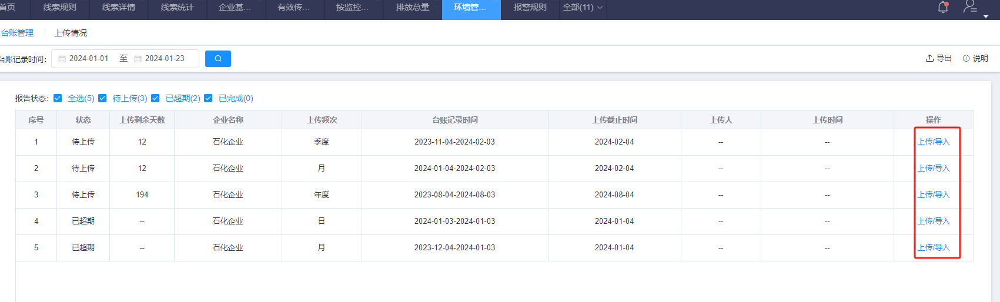 首页 线索规则 线索详情 线索统计 企业基... 有效传... 按监控... 排放总量 环境管... 报警规则 全部(11)
台账管理 上传情况
台账记录时间: 2024-01-01 至 2024-01-23 导出 说明
报告状态: 全选(5) 待上传(3) 已超期(2) 已完成(0)
序号 状态 上传剩余天数 企业名称 上传频次 台账记录时间 上传截止时间 上传人 上传时间 操作
1 待上传 12 石化企业 季度 2023-11-04-2024-02-03 2024-02-04 -- -- 上传/导入
2 待上传 12 石化企业 月 2024-01-04-2024-02-03 2024-02-04 -- -- 上传/导入
3 待上传 194 石化企业 年度 2023-08-04-2024-08-03 2024-08-04 -- -- 上传/导入
4 已超期 -- 石化企业 日 2024-01-03-2024-01-03 2024-01-04 -- -- 上传/导入
5 已超期 -- 石化企业 月 2023-12-04-2024-01-03 2024-01-04 -- -- 上传/导入